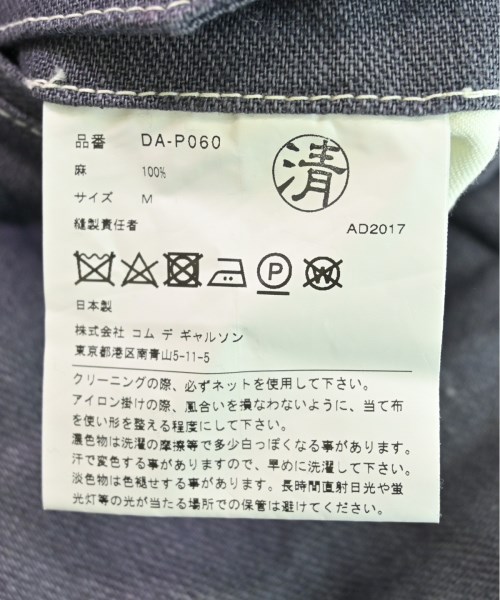 品番 DA-P060
清
麻 100%
サイズ M
縫製責任者
AD2017
P
W
日本製
株式会社 コム デ ギャルソン
東京都港区南青山5-11-5
クリーニングの際、必ずネットを使用して下さい。
アイロン掛けの際、風合いを損なわないように、当て布
を使い形を整える程度にして下さい。
濃色物は洗濯の摩擦等で多少白っぽくなる事があります。
汗で変色する事がありますので、早めに洗濯して下さい。
淡色物は色褪せする事があります。長時間直射日光や蛍
光灯等の光が当たる場所での保管は避けてください。